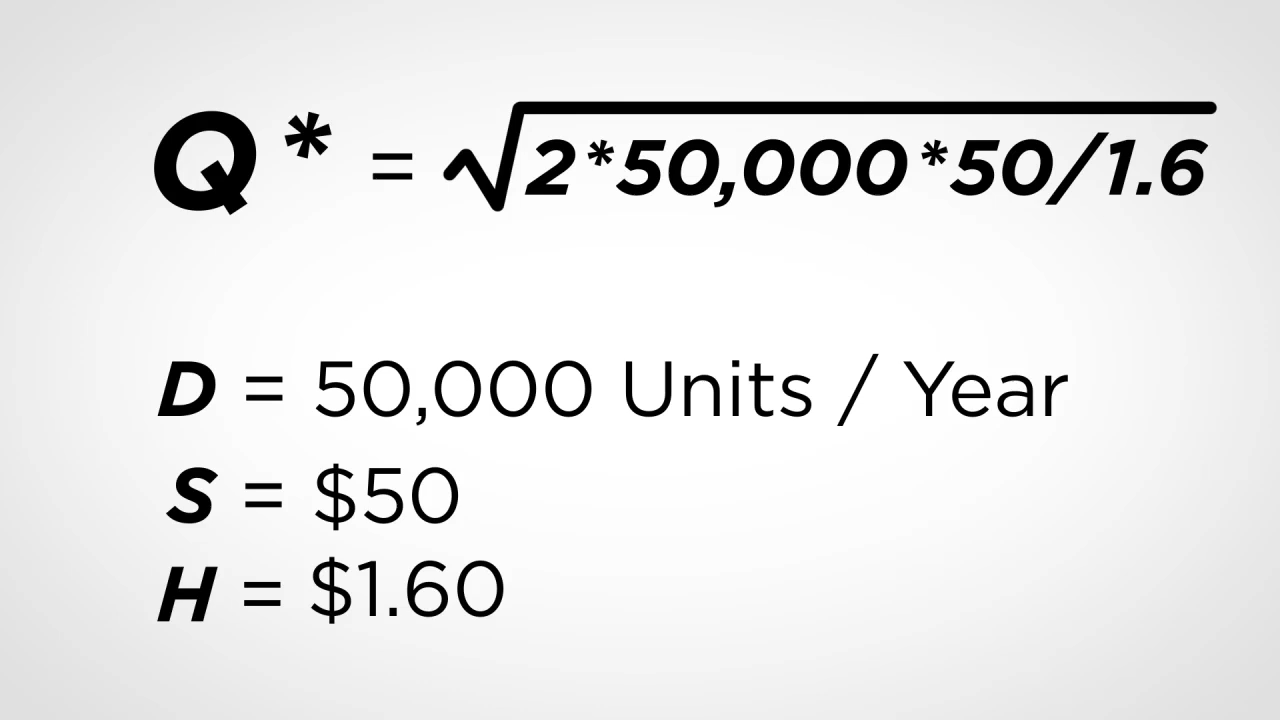 Q* = √2*50,000*50/1.6
D = 50,000 Units / Year
S = $50
H = $1.60